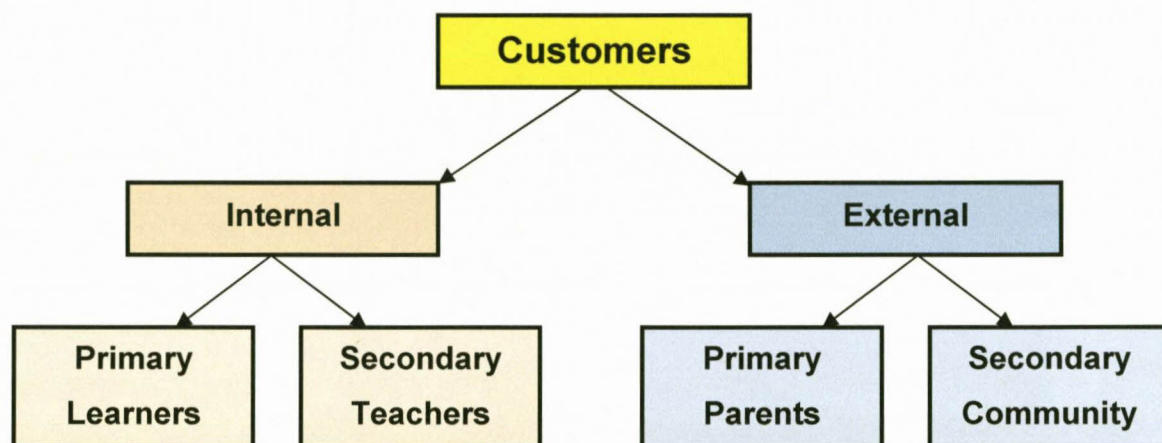 Customers
Internal
External
Primary
Learners
Secondary
Teachers
Primary
Parents
Secondary
Community